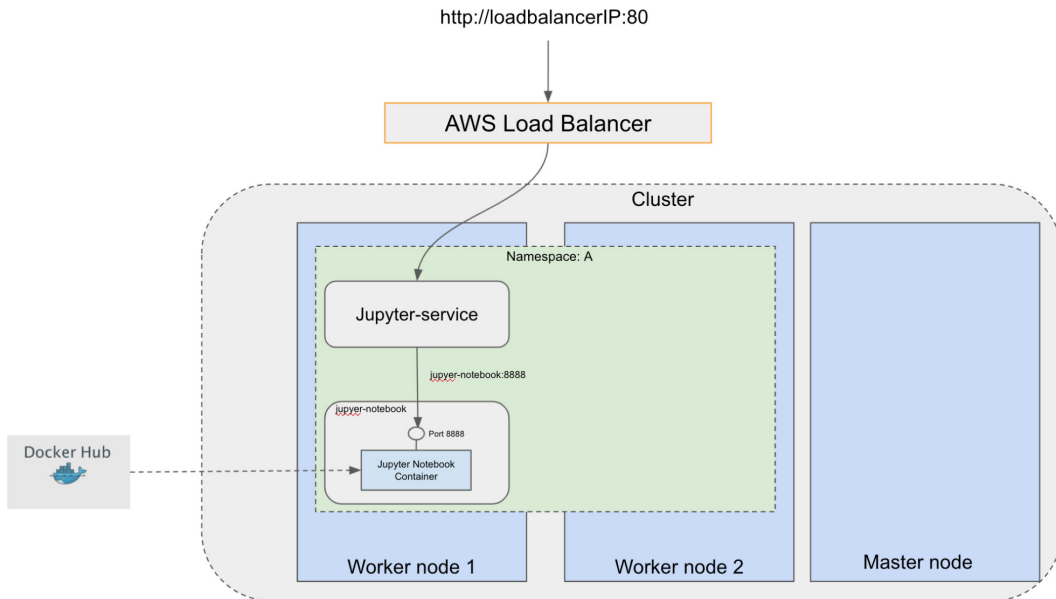 http://loadbalancerIP:80
AWS Load Balancer
Cluster
Namespace: A
Jupyter-service
jupyer-notebook:8888
jupyer-notebook
Port 8888
Docker Hub
Jupyter Notebook
Container
Worker node 1
Worker node 2
Master node